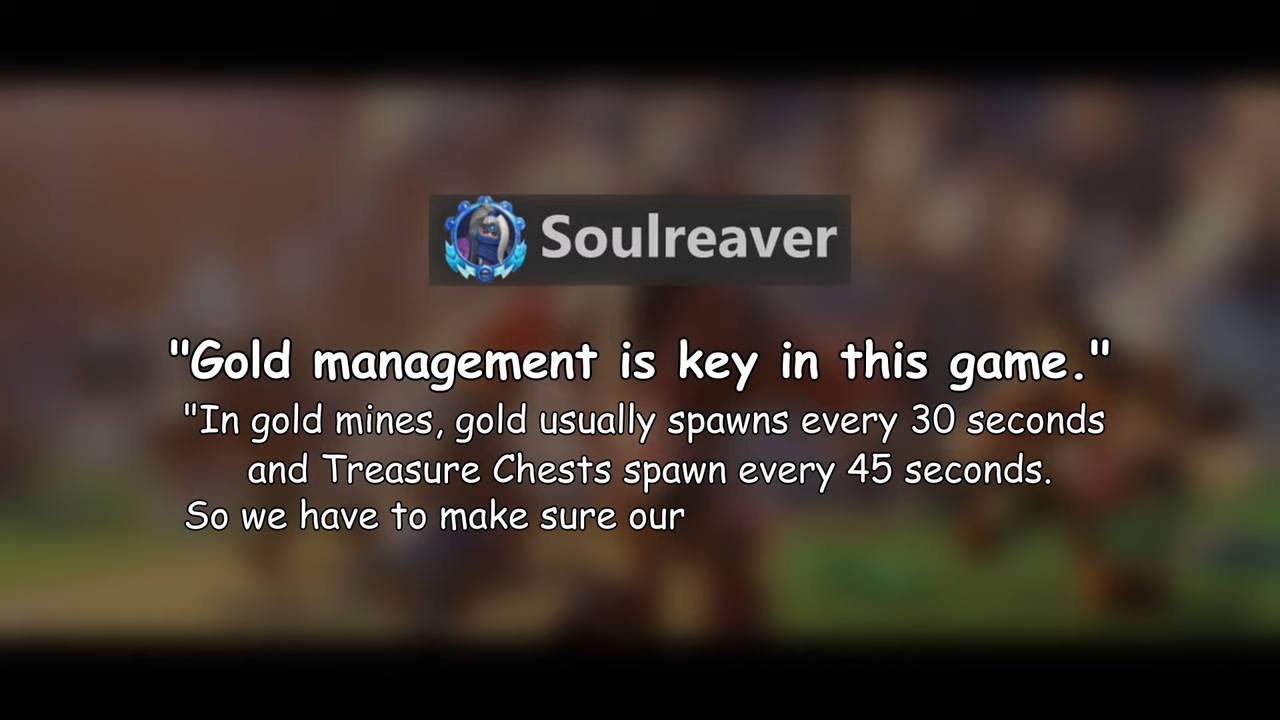 Soulreaver
"Gold management is key in this game."
"In gold mines, gold usually spawns every 30 seconds
and Treasure Chests spawn every 45 seconds.
So we have to make sure our